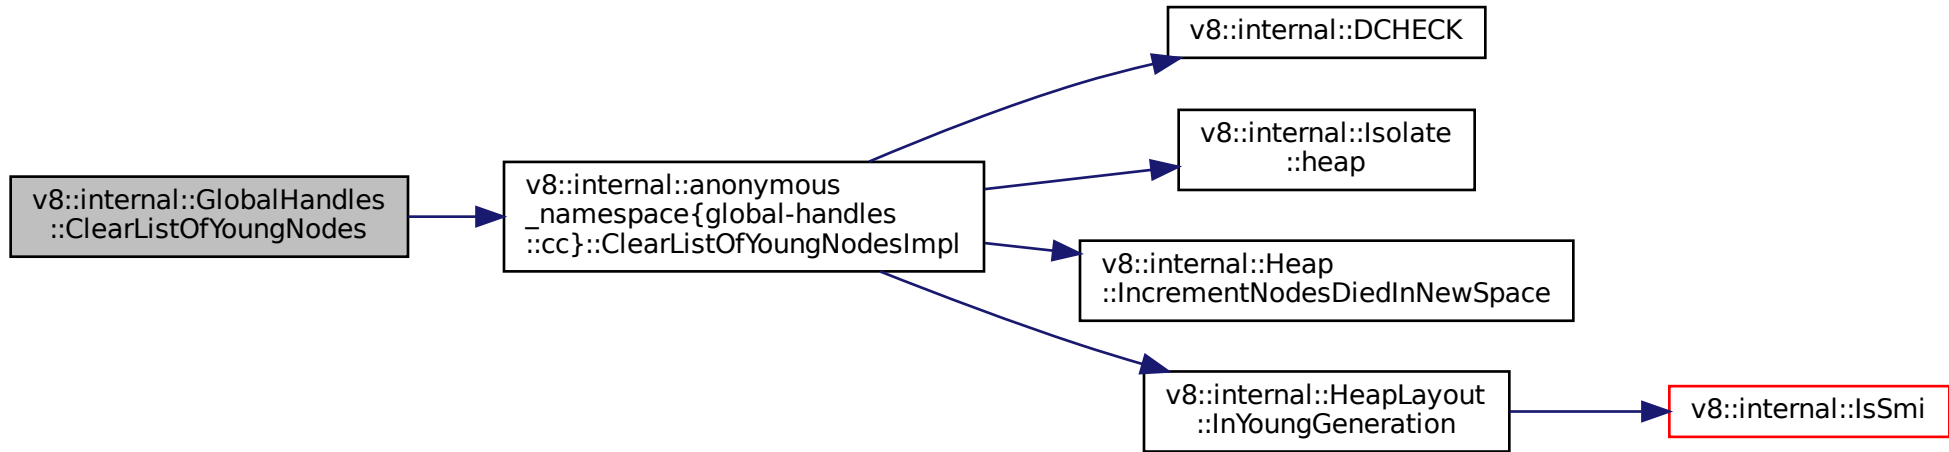 v8::internal::GlobalHandles
::ClearListOfYoungNodes
v8::internal::anonymous
_namespace{global-handles
::cc}::ClearListOfYoungNodesImpl
v8::internal::DCHECK
v8::internal::Isolate
::heap
v8::internal::Heap
::IncrementNodesDiedInNewSpace
v8::internal::HeapLayout
::InYoungGeneration
v8::internal::IsSmi